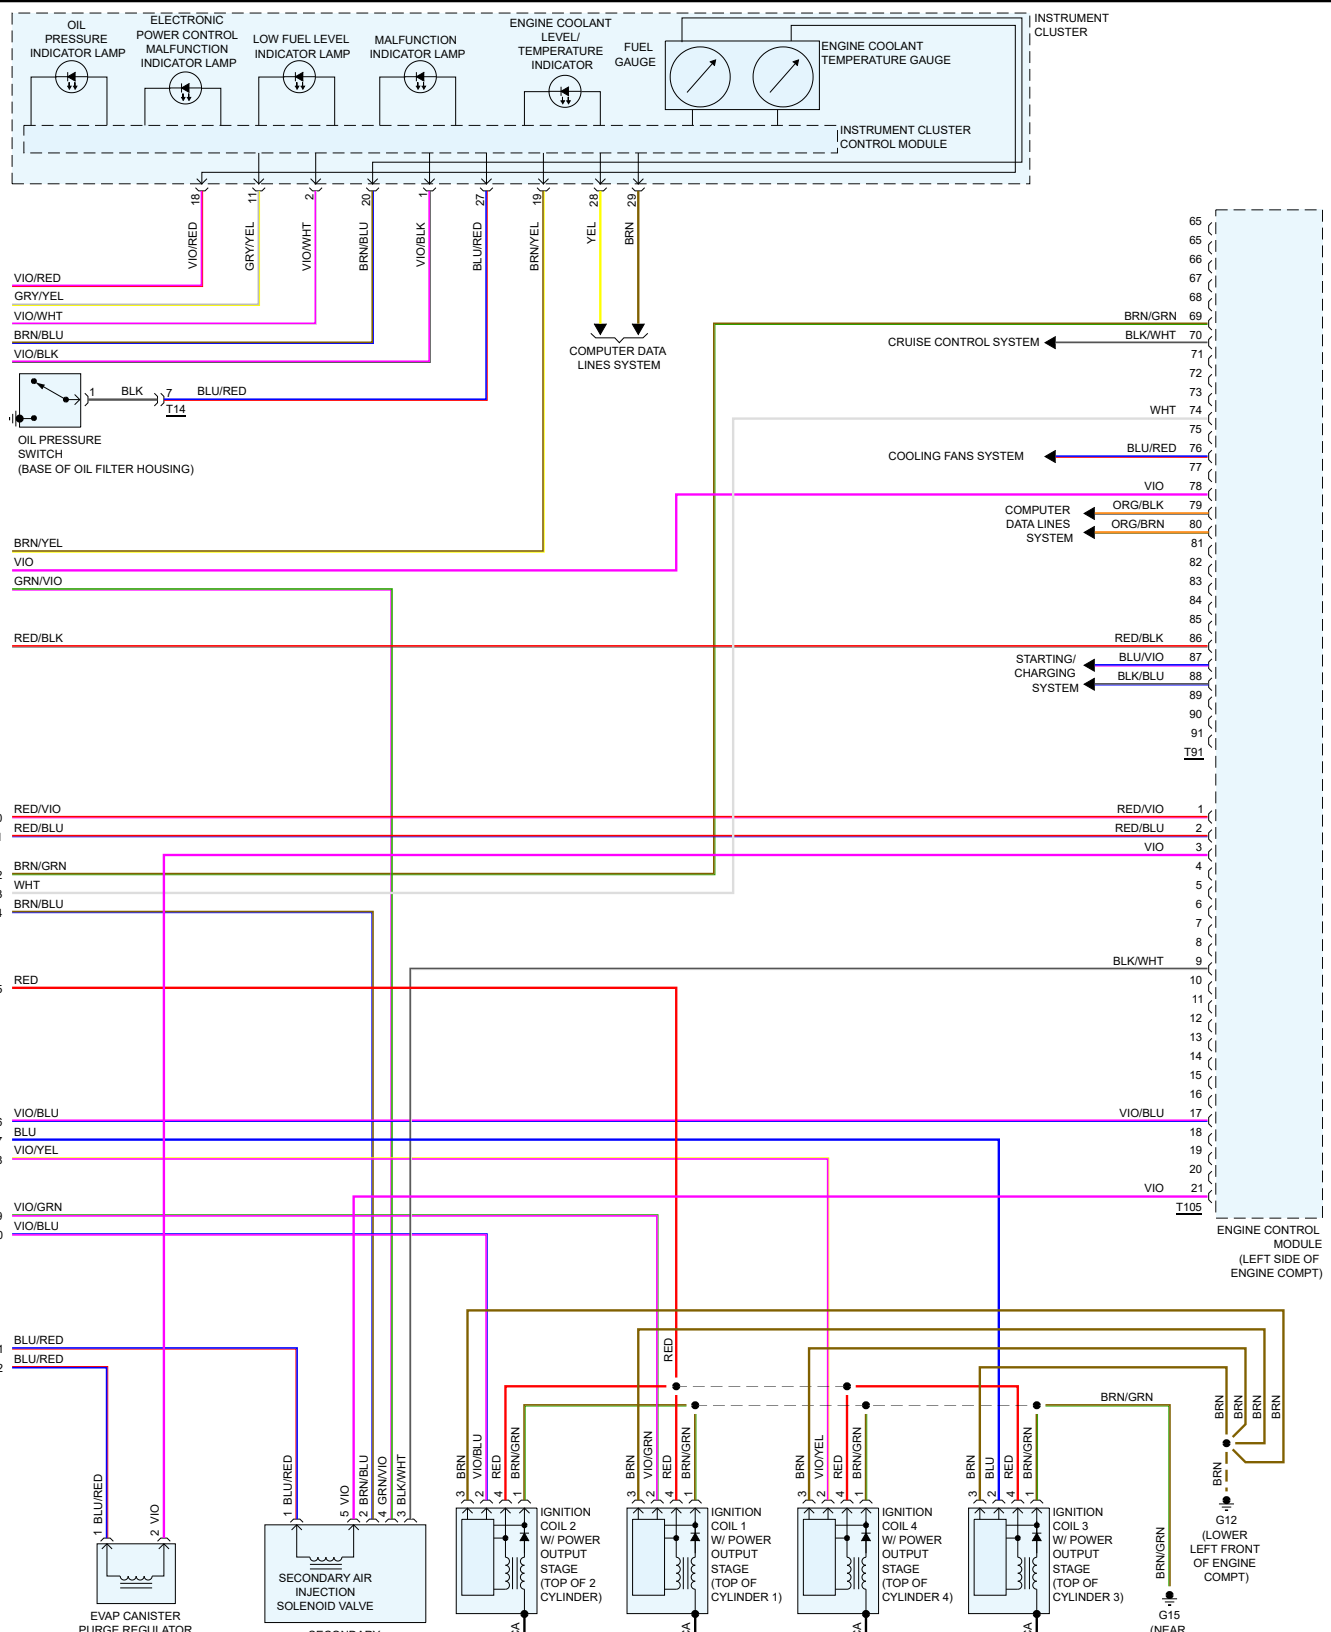 OIL
PRESSURE
INDICATOR LAMP
ELECTRONIC
POWER CONTROL
MALFUNCTION
INDICATOR LAMP
LOW FUEL LEVEL
INDICATOR LAMP
MALFUNCTION
INDICATOR LAMP
ENGINE COOLANT
LEVEL/
TEMPERATURE
INDICATOR
FUEL
GAUGE
ENGINE COOLANT
TEMPERATURE GAUGE
INSTRUMENT
CLUSTER
INSTRUMENT CLUSTER
CONTROL MODULE
18 11 2 20 1 27 19 28 29
VIO/RED GRY/YEL VIO/WHT BRN/BLU VIO/BLK BLU/RED BRN/YEL YEL BRN
VIO/RED
GRY/YEL
VIO/WHT
BRN/BLU
VIO/BLK
COMPUTER DATA
LINES SYSTEM
1 BLK 7 BLU/RED
T14
OIL PRESSURE
SWITCH
(BASE OF OIL FILTER HOUSING)
BRN/YEL
VIO
GRN/VIO
RED/BLK
65
65
66
67
68
BRN/GRN 69
CRUISE CONTROL SYSTEM BLK/WHT 70
71
72
73
WHT 74
75
COOLING FANS SYSTEM BLU/RED 76
77
VIO 78
COMPUTER
DATA LINES
SYSTEM
ORG/BLK 79
ORG/BRN 80
81
82
83
84
85
RED/BLK 86
STARTING/
CHARGING
SYSTEM
BLU/VIO 87
BLK/BLU 88
89
90
91
T91
RED/VIO RED/VIO 1
RED/BLU RED/BLU 2
VIO 3
BRN/GRN 4
WHT 5
BRN/BLU 6
7
8
BLK/WHT 9
RED 10
11
12
13
14
15
16
VIO/BLU VIO/BLU 17
BLU 18
VIO/YEL 19
20
VIO 21
T105
VIO/GRN
VIO/BLU
ENGINE CONTROL
MODULE
(LEFT SIDE OF
ENGINE COMPT)
BLU/RED
BLU/RED
RED
BRN/GRN
BRN BRN BRN BRN
BRN
G12
(LOWER
LEFT FRONT
OF ENGINE
COMPT)
BRN/GRN
G15
(NEAR
1 BLU/RED
2 VIO
EVAP CANISTER
PURGE REGULATOR
1 BLU/RED
5 VIO
2 BRN/BLU
4 GRN/VIO
3 BLK/WHT
SECONDARY AIR
INJECTION
SOLENOID VALVE
SECONDARY
3 BRN
2 VIO/BLU
4 RED
1 BRN/GRN
IGNITION
COIL 2
W/ POWER
OUTPUT
STAGE
(TOP OF 2
CYLINDER)
3 BRN
2 VIO/GRN
4 RED
1 BRN/GRN
IGNITION
COIL 1
W/ POWER
OUTPUT
STAGE
(TOP OF
CYLINDER 1)
3 BRN
2 VIO/YEL
4 RED
1 BRN/GRN
IGNITION
COIL 4
W/ POWER
OUTPUT
STAGE
(TOP OF
CYLINDER 4)
3 BRN
2 BLU
4 RED
1 BRN/GRN
IGNITION
COIL 3
W/ POWER
OUTPUT
STAGE
(TOP OF
CYLINDER 3)